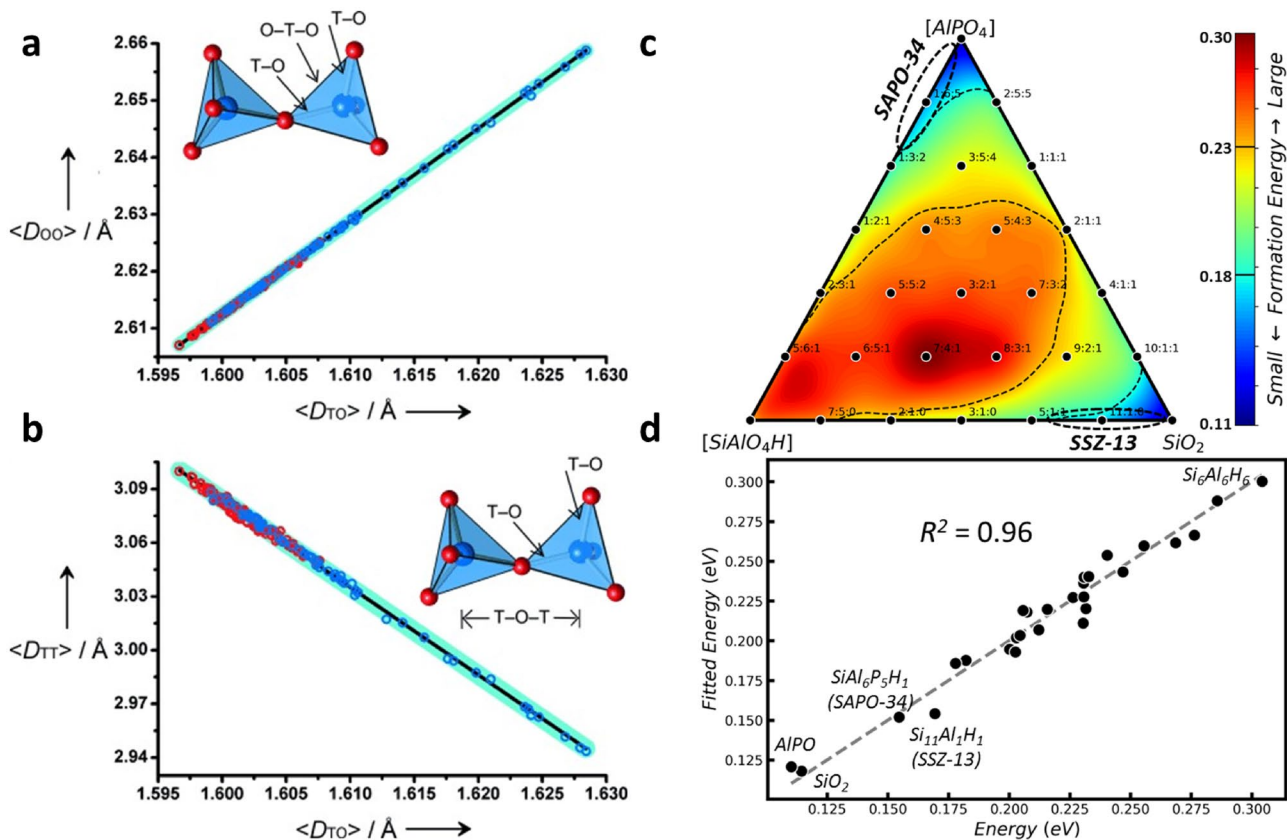 a
T–O
O–T–O
T–O
2.66
2.65
2.64
2.63
2.62
2.61
<D_OO> / Å
1.595 1.600 1.605 1.610 1.615 1.620 1.625 1.630
<D_TO> / Å
b
T–O
T–O
T–O–T
3.09
3.06
3.03
3.00
2.97
2.94
<D_TT> / Å
1.595 1.600 1.605 1.610 1.615 1.620 1.625 1.630
<D_TO> / Å
c
[AlPO₄]
SAPO-34
1:6:5 2:5:5
1:3:2 3:5:4 1:1:1
1:2:1 4:5:3 5:4:3 2:1:1
2:3:1 5:5:2 3:2:1 7:3:2 4:1:1
5:6:1 6:5:1 7:4:1 8:3:1 9:2:1 10:1:1
7:5:0 2:1:0 3:1:0 5:1:1 11:1:0
[SiAlO₄H] SSZ-13 SiO₂
0.30
0.23
0.18
0.11
Small ← Formation Energy → Large
d
0.300
0.275
0.250
0.225
0.200
0.175
0.150
0.125
Fitted Energy (eV)
R² = 0.96
Si₆Al₆H₆
SiAl₆P₅H₁
(SAPO-34)
Si₁₁Al₁H₁
(SSZ-13)
AlPO
SiO₂
0.125 0.150 0.175 0.200 0.225 0.250 0.275 0.300
Energy (eV)